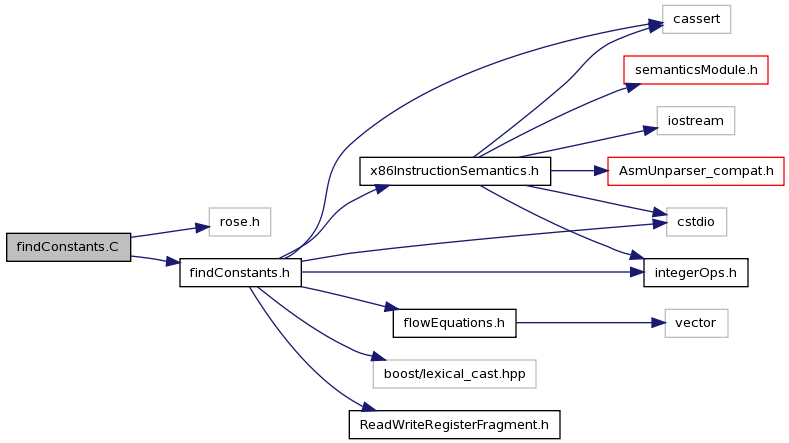 cassert
semanticsModule.h
iostream
x86InstructionSemantics.h
AsmUnparser_compat.h
rose.h
cstdio
findConstants.C
findConstants.h
integerOps.h
flowEquations.h
vector
boost/lexical_cast.hpp
ReadWriteRegisterFragment.h